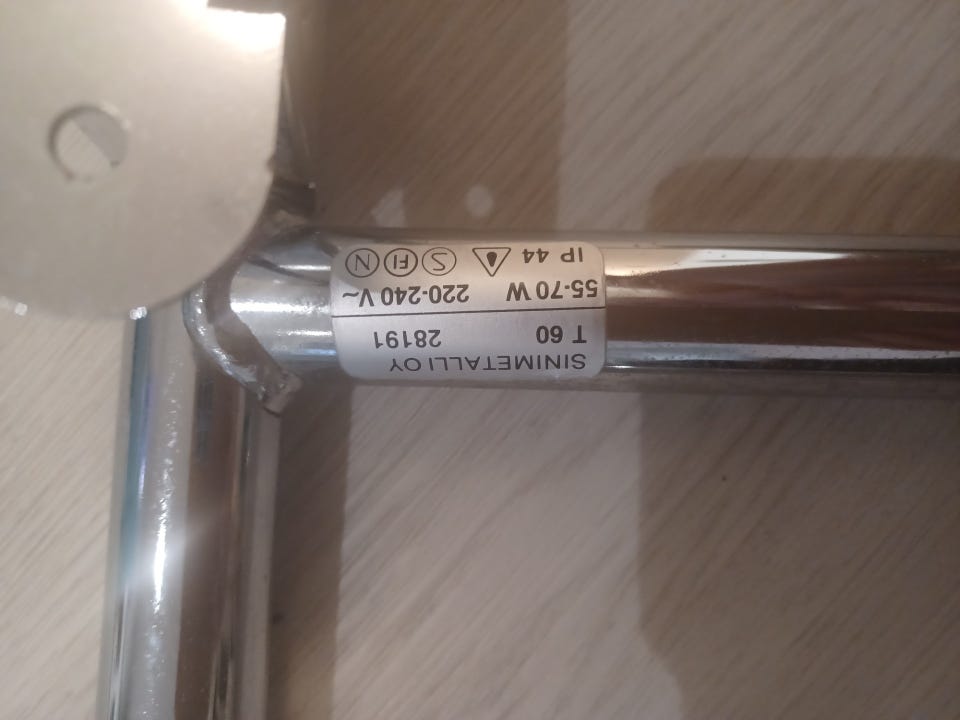 SINIMETALLI OY
T 60 28191
55-70 W 220-240 V~
IP 44 S FI N